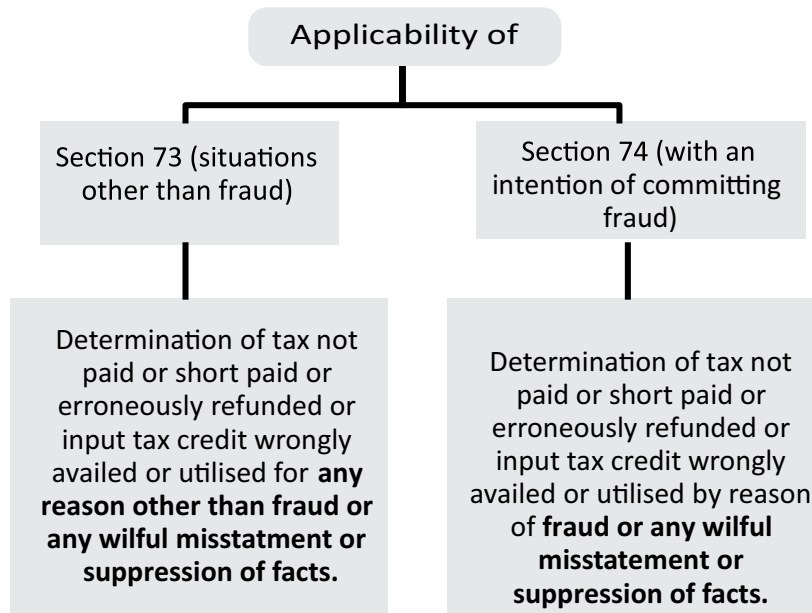 Applicability of
Section 73 (situations
other than fraud)
Section 74 (with an
intention of committing
fraud)
Determination of tax not
paid or short paid or
erroneously refunded or
input tax credit wrongly
availed or utilised for any
reason other than fraud or
any wilful misstatment or
suppression of facts.
Determination of tax not
paid or short paid or
erroneously refunded or
input tax credit wrongly
availed or utilised by reason
of fraud or any wilful
misstatement or
suppression of facts.